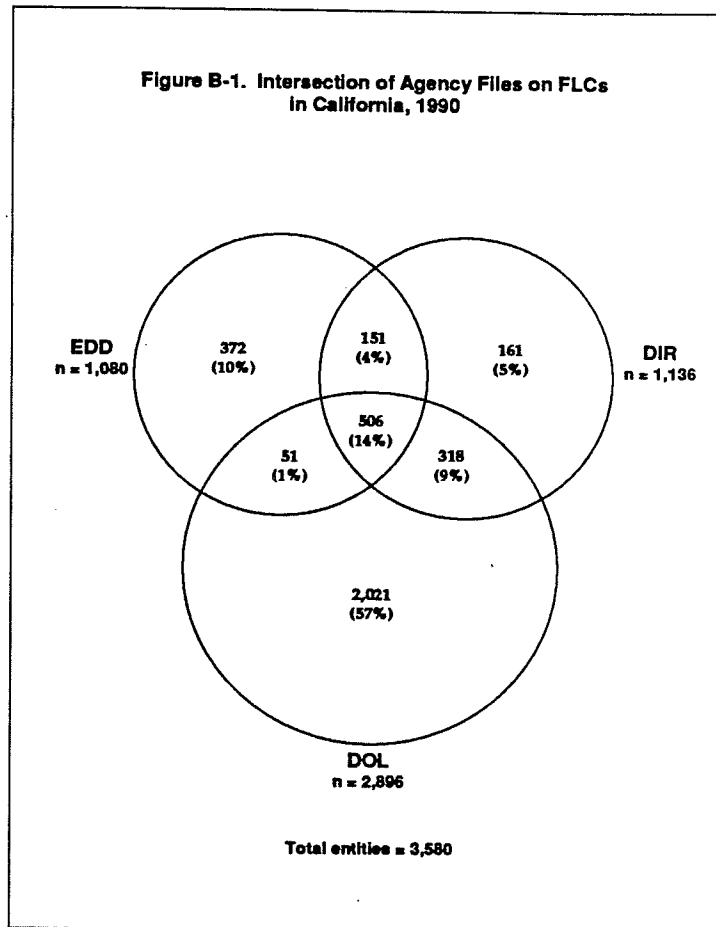 Figure B-1. Intersection of Agency Files on FLCs
in California, 1990
EDD
n = 1,080
372
(10%)
151
(4%)
161
(5%)
DIR
n = 1,136
506
(14%)
51
(1%)
318
(9%)
2,021
(57%)
DOL
n = 2,896
Total entities = 3,580